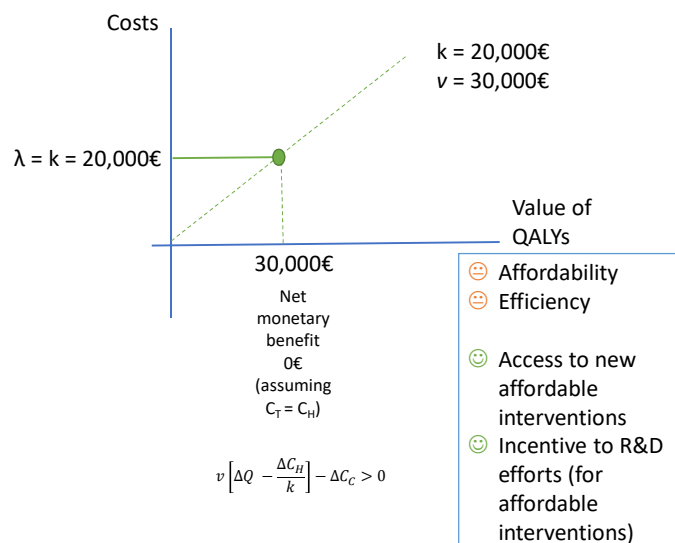 Costs
k = 20,000€
v = 30,000€
λ = k = 20,000€
Value of
QALYs
30,000€
Net
monetary
benefit
0€
(assuming
C_T = C_H)
v[ΔQ − ΔC_H/k] − ΔC_C > 0
Affordability
Efficiency
Access to new
affordable
interventions
Incentive to R&D
efforts (for
affordable
interventions)